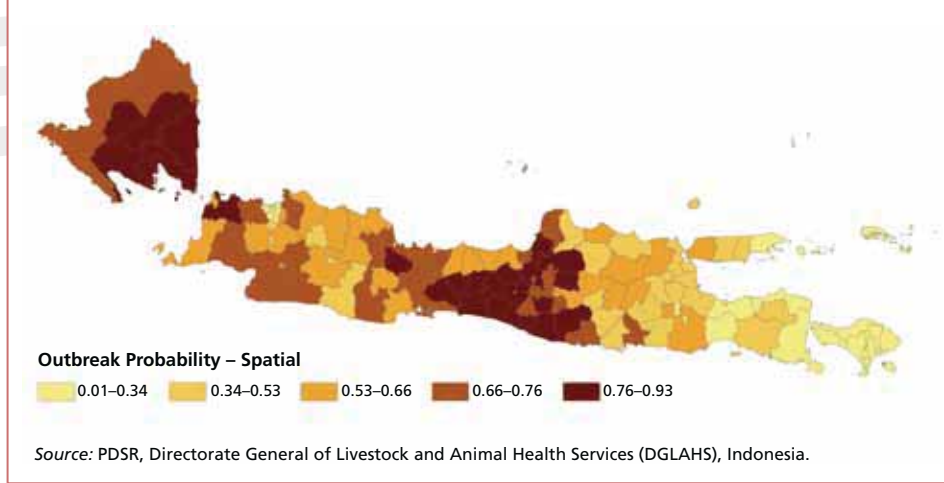 Outbreak Probability – Spatial
0.01–0.34 0.34–0.53 0.53–0.66 0.66–0.76 0.76–0.93
Source: PDSR, Directorate General of Livestock and Animal Health Services (DGLAHS), Indonesia.